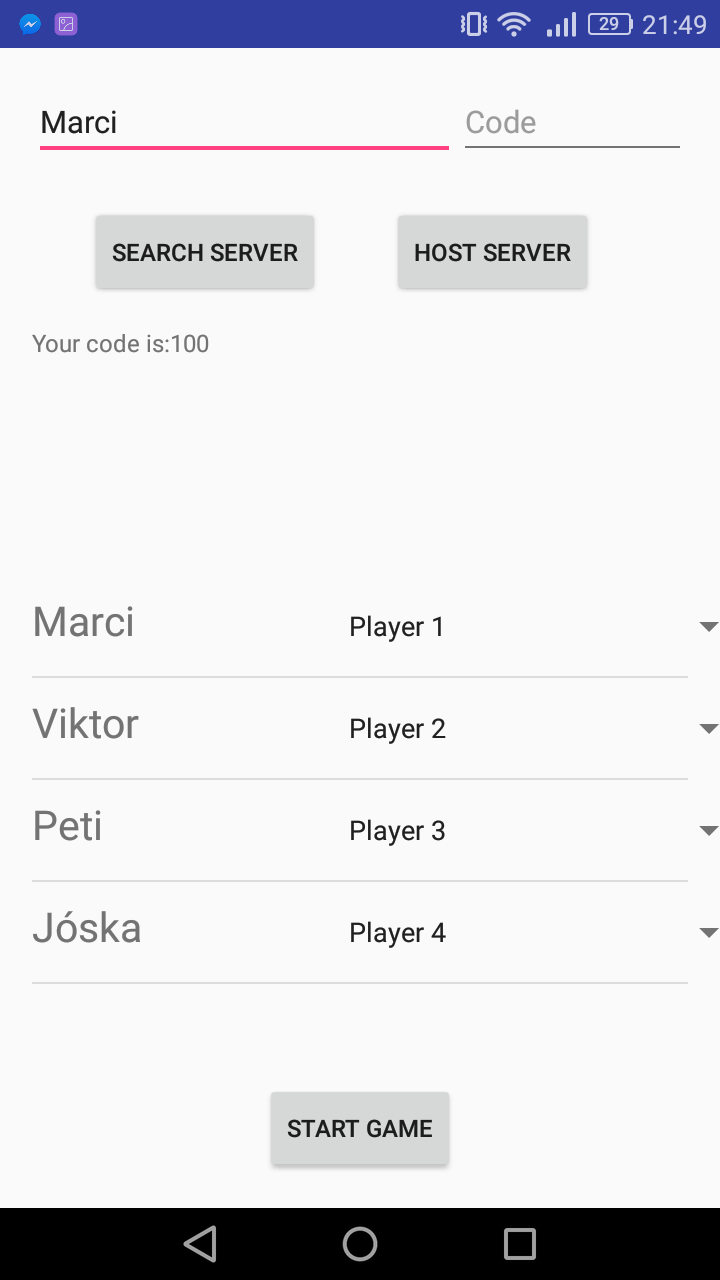 29 21:49
Marci Code
SEARCH SERVER HOST SERVER
Your code is:100
Marci Player 1
Viktor Player 2
Peti Player 3
Jóska Player 4
START GAME